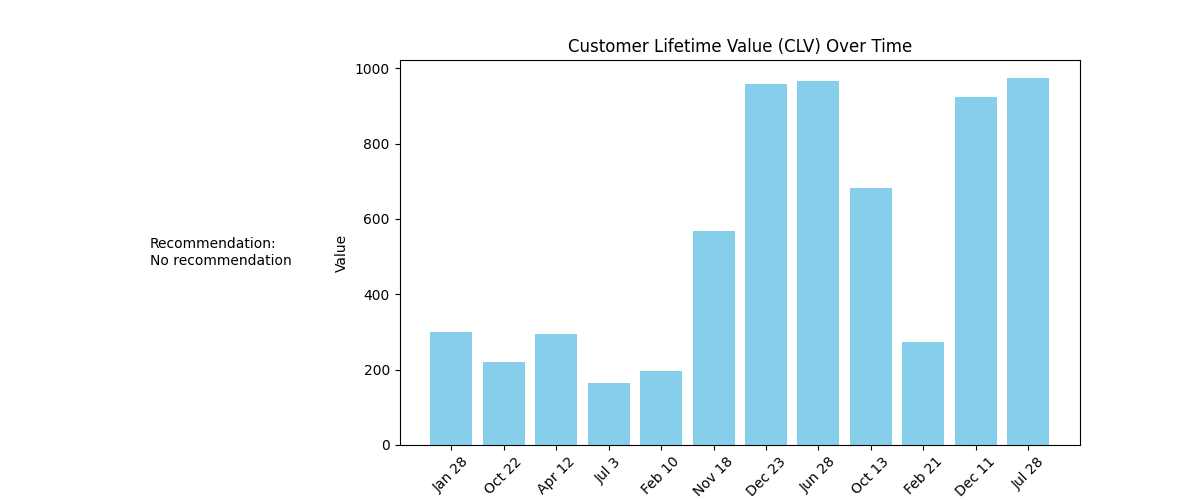 Customer Lifetime Value (CLV) Over Time
1000
800
600
400
200
0
Value
Recommendation:
No recommendation
Jan 28
Oct 22
Apr 12
Jul 3
Feb 10
Nov 18
Dec 23
Jun 28
Oct 13
Feb 21
Dec 11
Jul 28